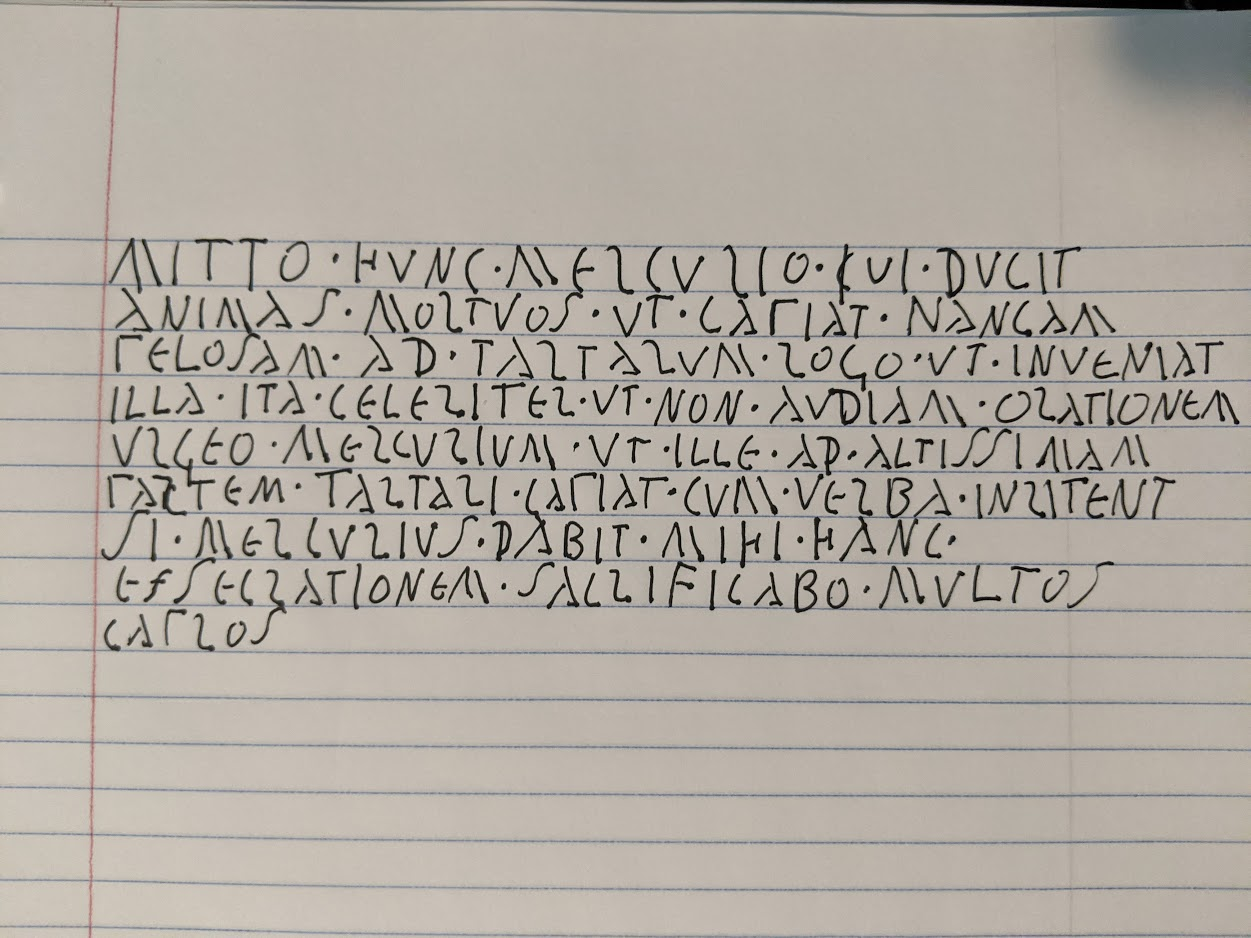 MITTO·HVNC·MERCVRIO·QVI·DVCIT
ANIMAS·MORTVOS·VT·CAPIAT·NANCAM
PELOSAM·AD·TARTARVM·ROGO·VT·INVENIAT
ILLA·ITA·CELERITER·VT·NON·AVDIAM·ORATIONEM
VRGEO·MERCVRIVM·VT·ILLE·AD·ALTISSIMAM
PARTEM·TARTARI·CAPIAT·CVM·VERBA·INRITENT
SI·MERCVRIVS·DABIT·MIHI·HANC·
EFSECRATIONEM·SACRIFICABO·MVLTOS
CAPROS